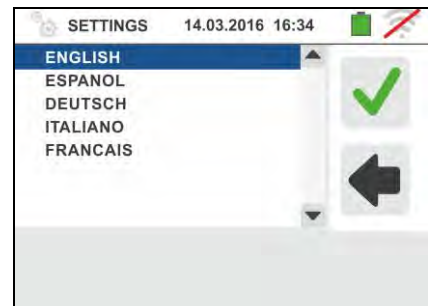 SETTINGS 14.03.2016 16:34
ENGLISH
ESPANOL
DEUTSCH
ITALIANO
FRANCAIS